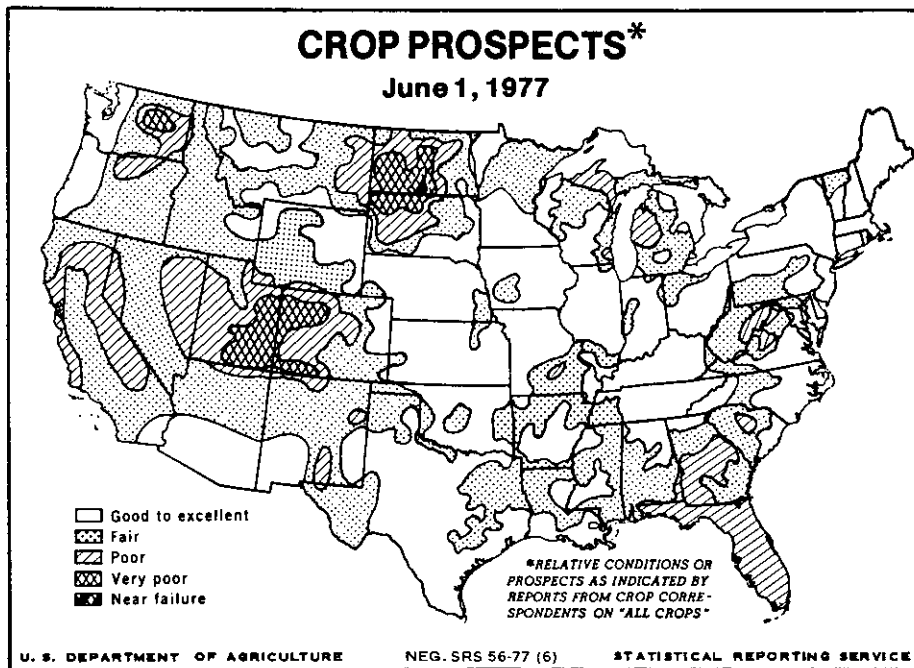 CROP PROSPECTS*
June 1, 1977
Good to excellent
Fair
Poor
Very poor
Near failure
*RELATIVE CONDITIONS OR
PROSPECTS AS INDICATED BY
REPORTS FROM CROP CORRE-
SPONDENTS ON "ALL CROPS"
U. S. DEPARTMENT OF AGRICULTURE NEG. SRS 56-77 (6) STATISTICAL REPORTING SERVICE